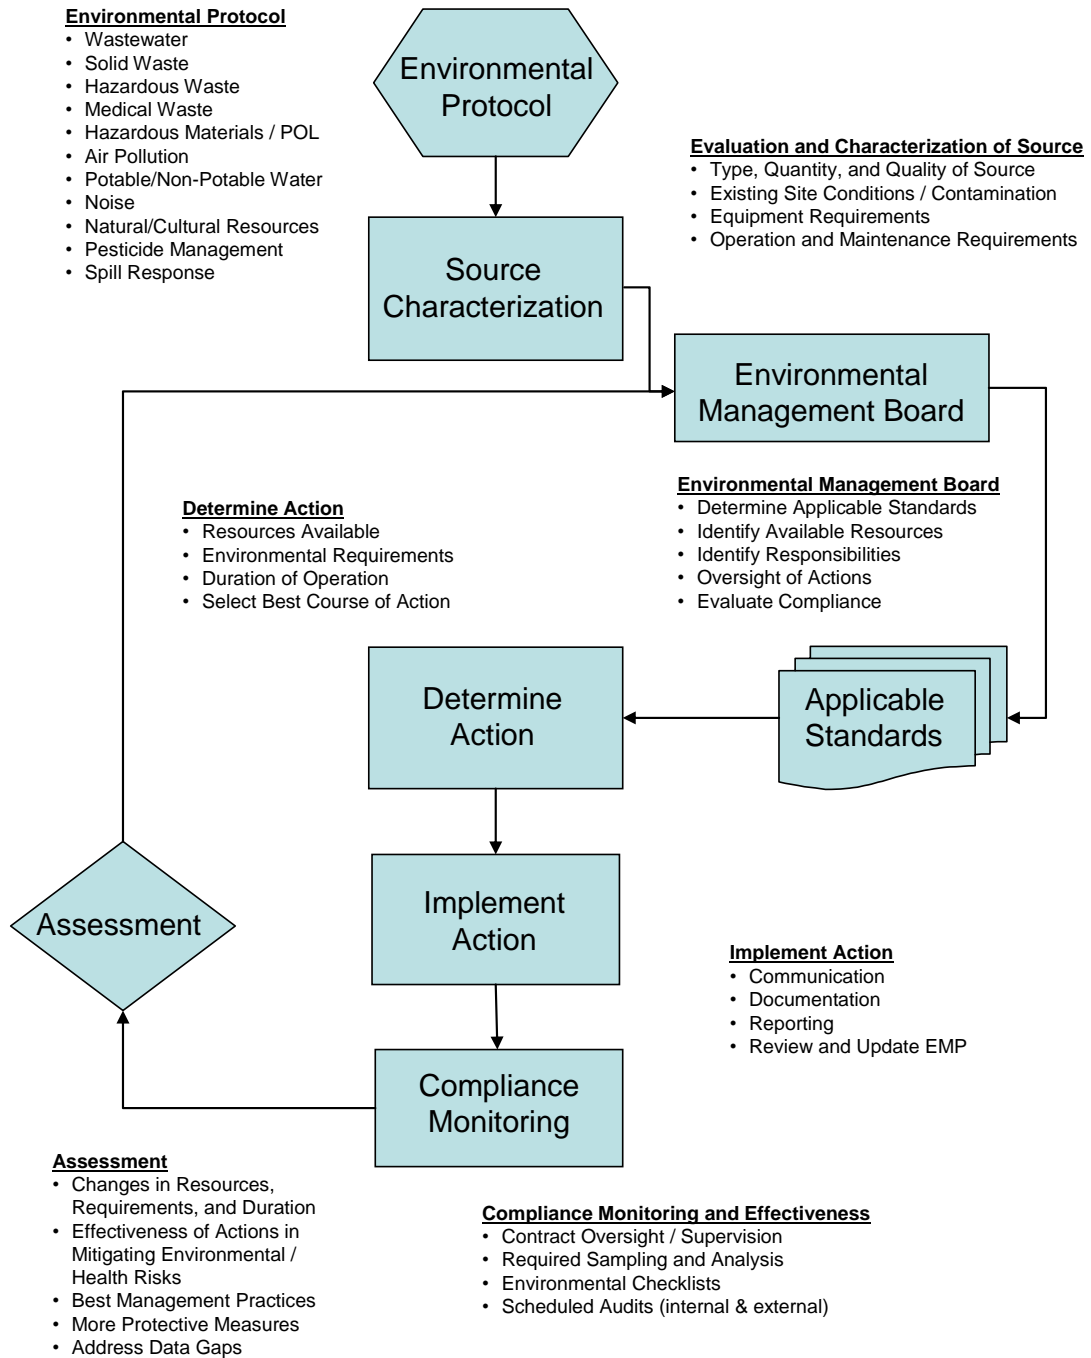 Environmental Protocol
• Wastewater
• Solid Waste
• Hazardous Waste
• Medical Waste
• Hazardous Materials / POL
• Air Pollution
• Potable/Non-Potable Water
• Noise
• Natural/Cultural Resources
• Pesticide Management
• Spill Response
Environmental
Protocol
Evaluation and Characterization of Source
• Type, Quantity, and Quality of Source
• Existing Site Conditions / Contamination
• Equipment Requirements
• Operation and Maintenance Requirements
Source
Characterization
Environmental
Management Board
Determine Action
• Resources Available
• Environmental Requirements
• Duration of Operation
• Select Best Course of Action
Environmental Management Board
• Determine Applicable Standards
• Identify Available Resources
• Identify Responsibilities
• Oversight of Actions
• Evaluate Compliance
Determine
Action
Applicable
Standards
Assessment
Implement
Action
Implement Action
• Communication
• Documentation
• Reporting
• Review and Update EMP
Compliance
Monitoring
Assessment
• Changes in Resources,
Requirements, and Duration
• Effectiveness of Actions in
Mitigating Environmental /
Health Risks
• Best Management Practices
• More Protective Measures
• Address Data Gaps
Compliance Monitoring and Effectiveness
• Contract Oversight / Supervision
• Required Sampling and Analysis
• Environmental Checklists
• Scheduled Audits (internal & external)